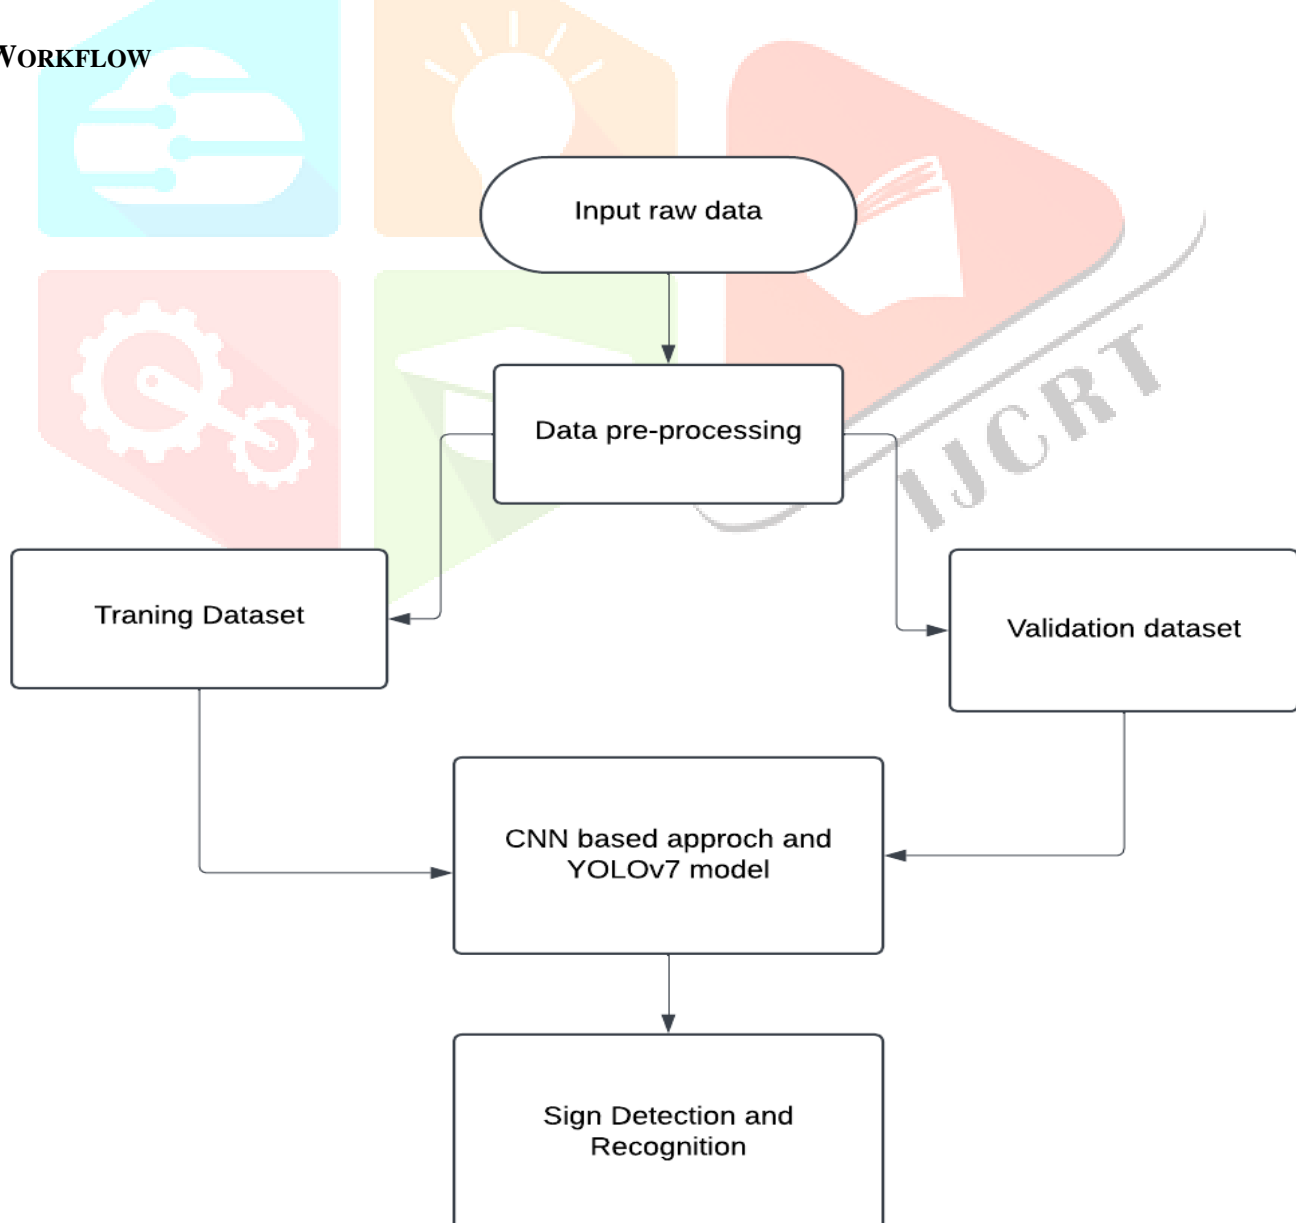 WORKFLOW
Input raw data
Data pre-processing
IJCRT
Traning Dataset
Validation dataset
CNN based approch and
YOLOv7 model
Sign Detection and
Recognition